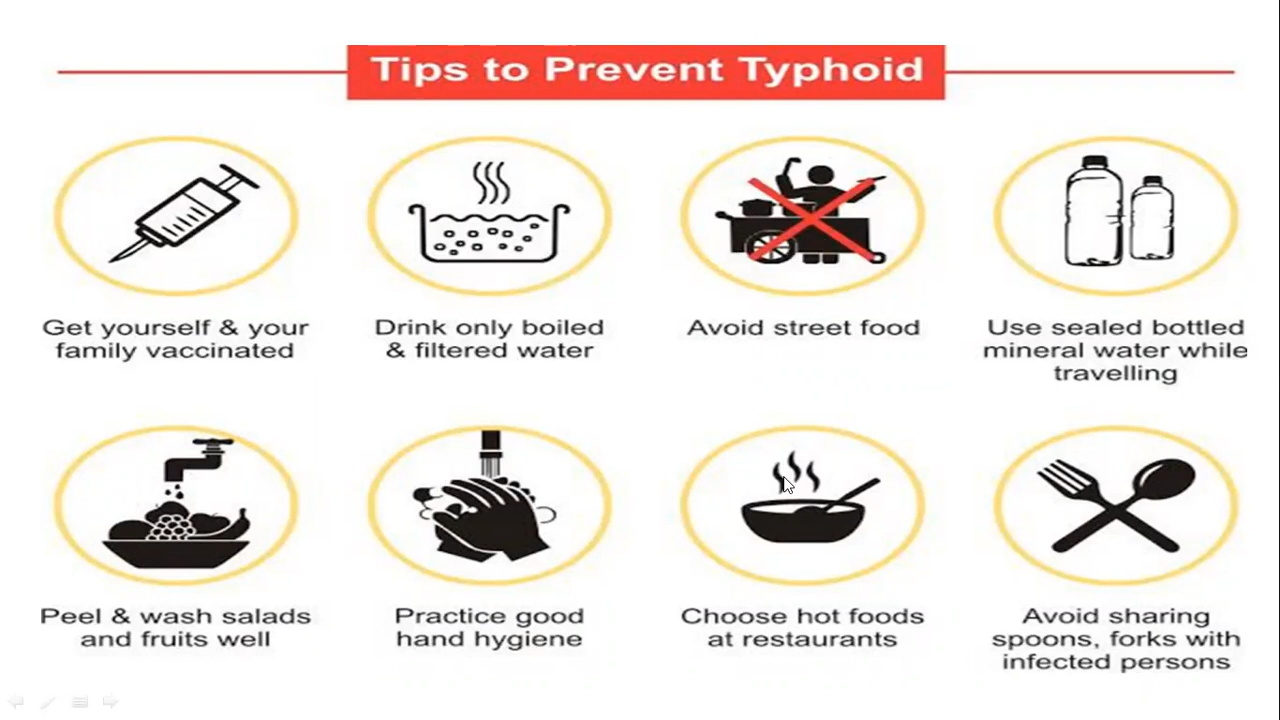 Tips to Prevent Typhoid
Get yourself & your
family vaccinated
Drink only boiled
& filtered water
Avoid street food
Use sealed bottled
mineral water while
travelling
Peel & wash salads
and fruits well
Practice good
hand hygiene
Choose hot foods
at restaurants
Avoid sharing
spoons, forks with
infected persons